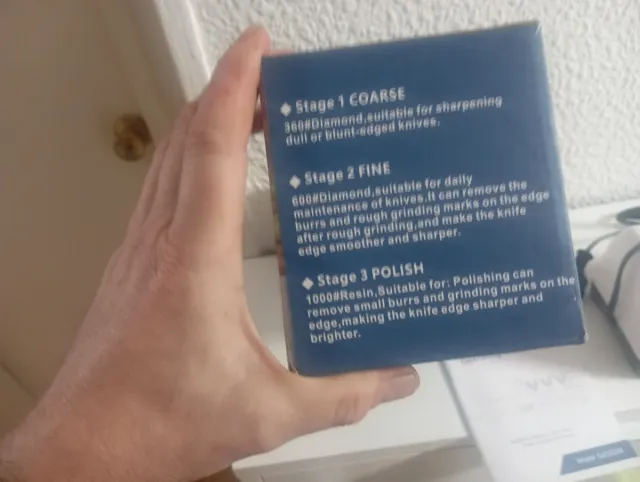 ◆ Stage 1 COARSE
360#Diamond,suitable for sharpening
dull or blunt-edged knives.
◆ Stage 2 FINE
600#Diamond,suitable for daily
maintenance of knives.It can remove the
burrs and rough grinding marks on the edge
after rough grinding,and make the knife
edge smoother and sharper.
◆ Stage 3 POLISH
1000#Resin,Suitable for: Polishing can
remove small burrs and grinding marks on the
edge,making the knife edge sharper and
brighter.